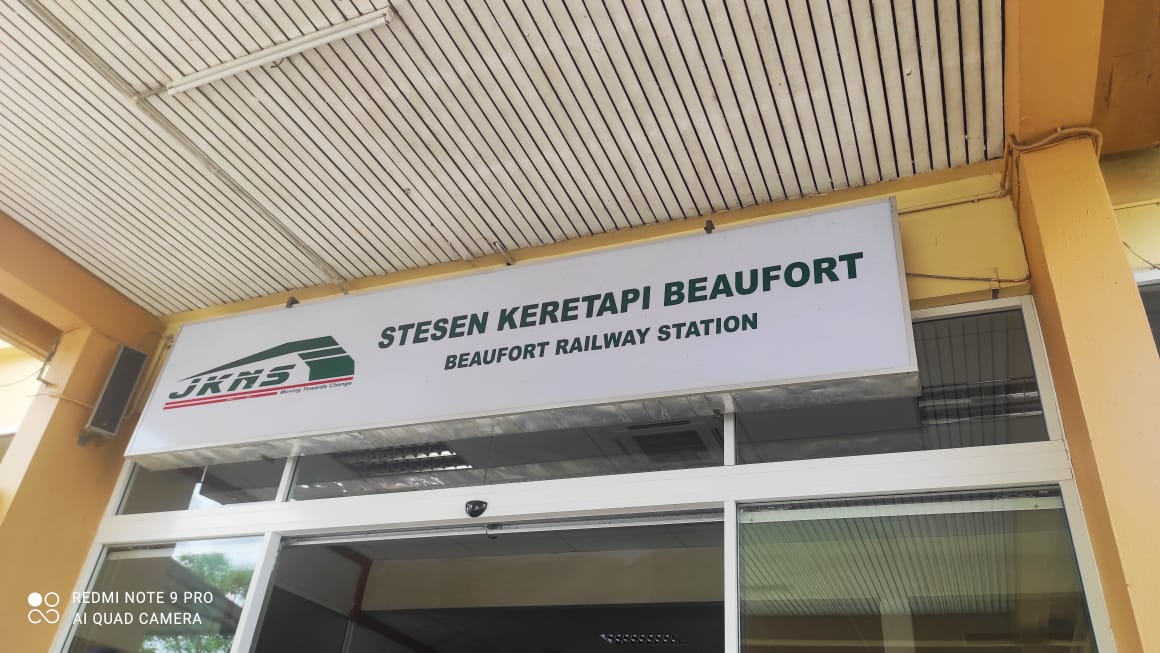 STESEN KERETAPI BEAUFORT
BEAUFORT RAILWAY STATION
JKNS
Moving Towards Change
REDMI NOTE 9 PRO
AI QUAD CAMERA